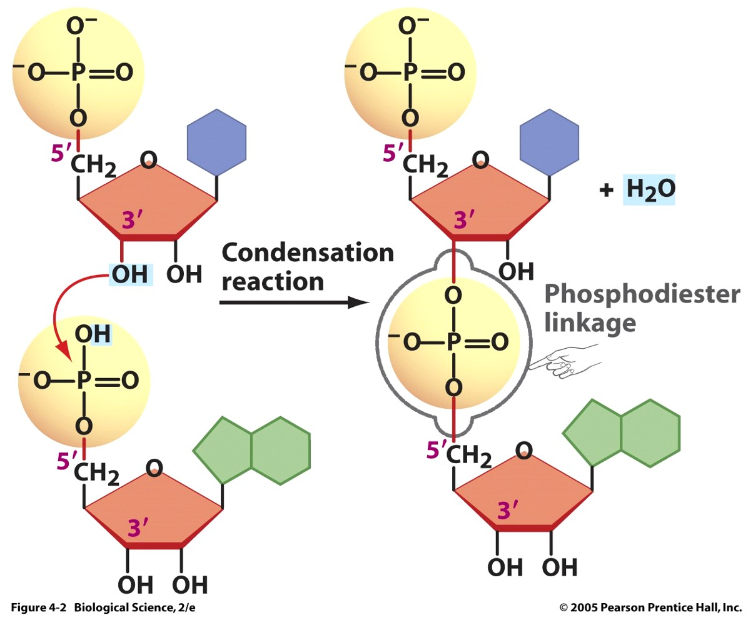 O⁻
⁻O–P=O
O
5′
CH₂
O
3′
OH
OH
OH
⁻O–P=O
O
5′
CH₂
O
3′
OH
OH
Condensation
reaction
O⁻
⁻O–P=O
O
5′
CH₂
O
3′
OH
+ H₂O
O
⁻O–P=O
O
Phosphodiester
linkage
5′
CH₂
O
3′
OH
OH
Figure 4-2 Biological Science, 2/e
© 2005 Pearson Prentice Hall, Inc.